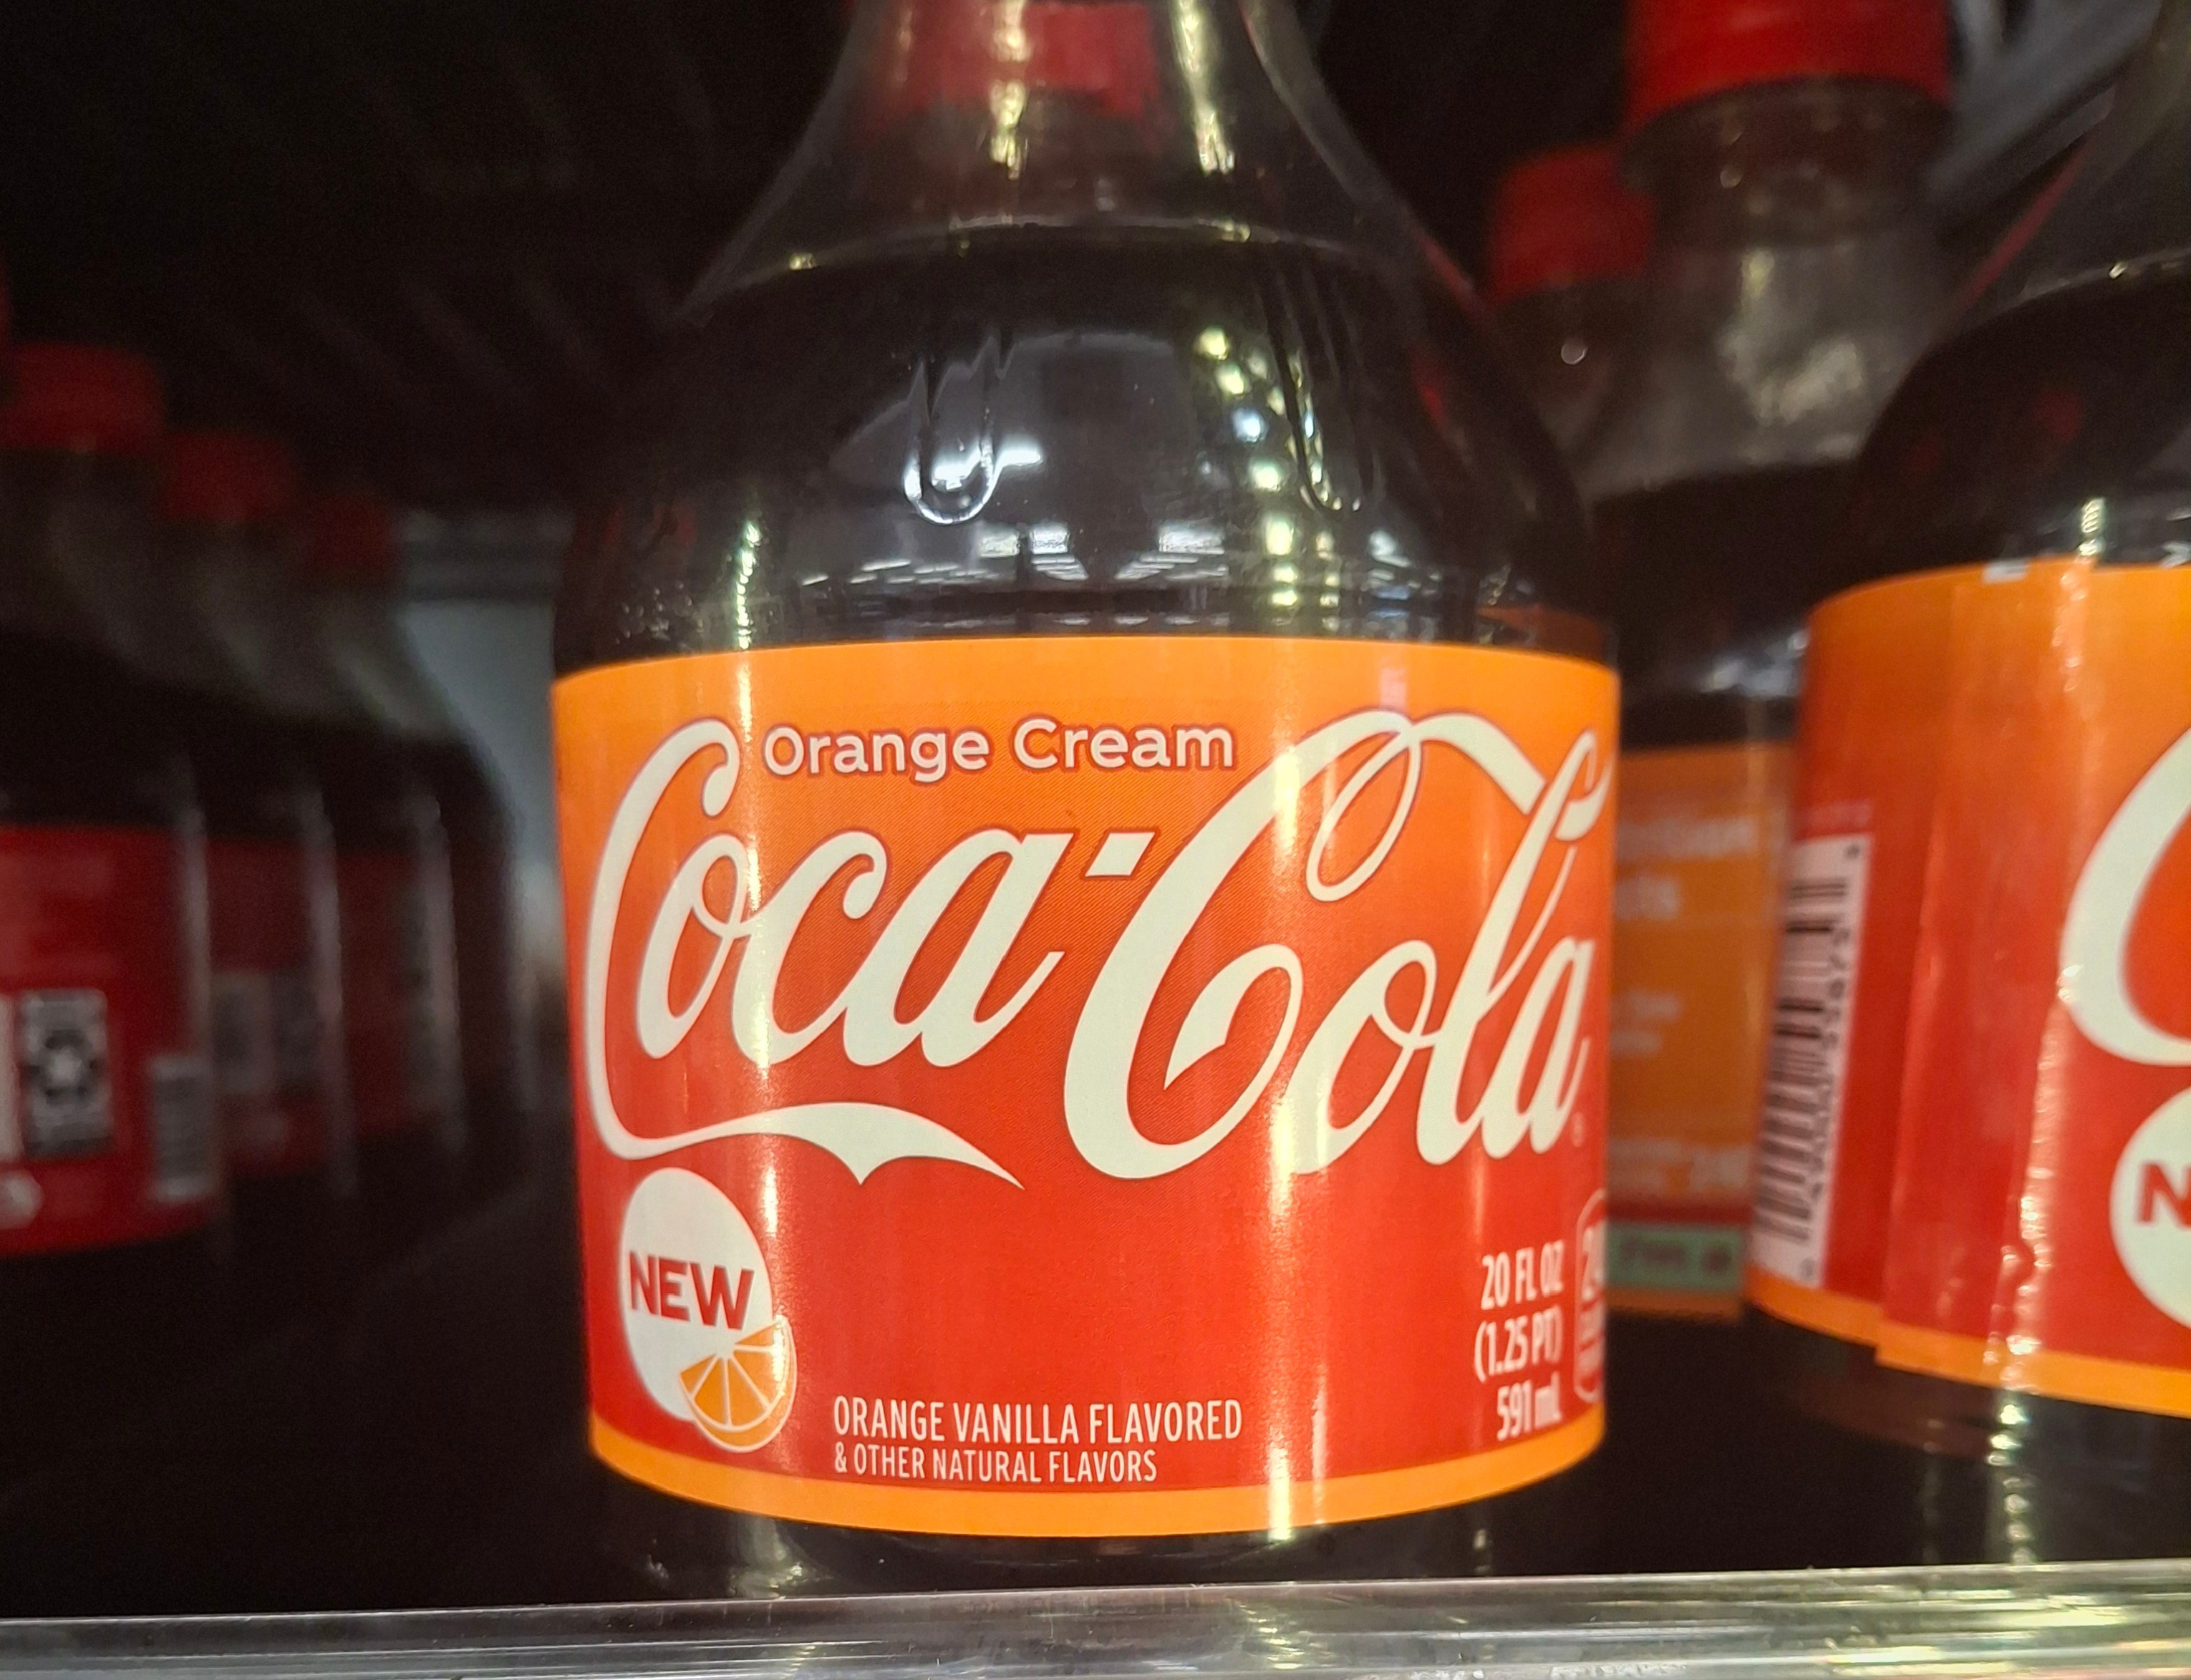 Orange Cream
Coca-Cola
NEW
ORANGE VANILLA FLAVORED
& OTHER NATURAL FLAVORS
20 FL OZ
(1.25 PT)
591 mL